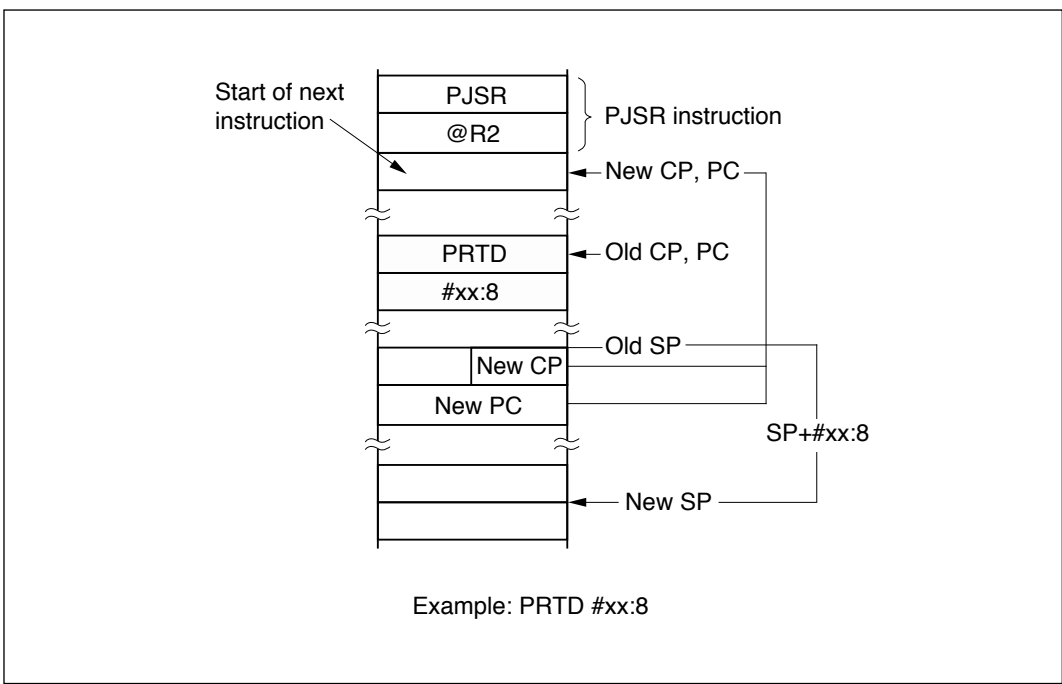 Start of next
instruction
PJSR
@R2
PJSR instruction
New CP, PC
PRTD
Old CP, PC
#xx:8
Old SP
New CP
New PC
SP+#xx:8
New SP
Example: PRTD #xx:8